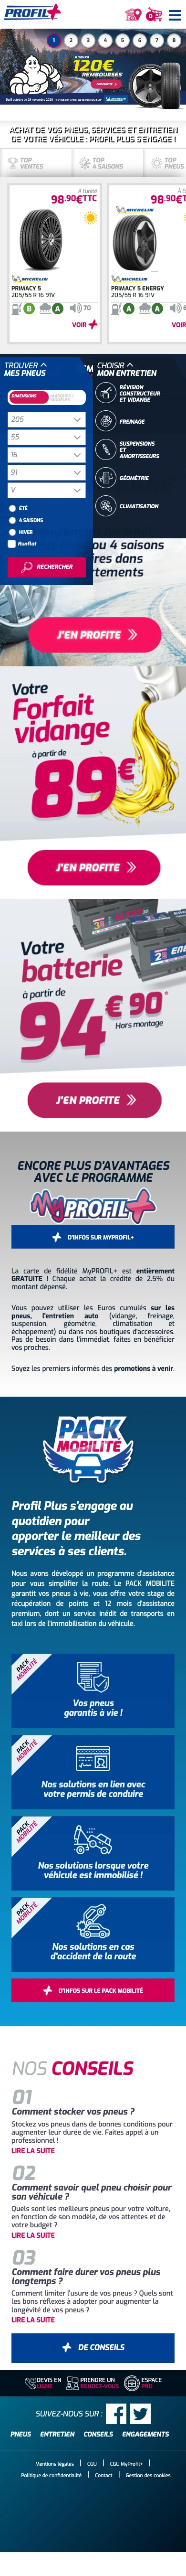 PROFIL
1 2 3 4 5 6 7 8
120€
REMBOURSÉS
ACHAT DE VOS PNEUS, SERVICES ET ENTRETIEN
DE VOTRE VÉHICULE : PROFIL PLUS S'ENGAGE !
TOP VENTES
TOP 4 SAISONS
TOP PNEUS
À l'unité
98.90€TTC
MICHELIN
PRIMACY 5
205/55 R 16 91V
B A 70
VOIR
98.90€T
MICHELIN
PRIMACY 5 ENERGY
205/55 R 16 91V
A A
VOIR
TROUVER
MES PNEUS
DIMENSIONS
205
55
16
91
V
ÉTÉ
4 SAISONS
HIVER
Runflat
RECHERCHER
CHOISIR
MON ENTRETIEN
RÉVISION
CONSTRUCTEUR
ET VIDANGE
FREINAGE
SUSPENSIONS
ET
AMORTISSEURS
GÉOMÉTRIE
CLIMATISATION
ou 4 saisons
ires dans
rtements
J'EN PROFITE
Votre
Forfait
vidange
à partir de
89€
J'EN PROFITE
Votre
batterie
à partir de
94€90*
Hors montage
J'EN PROFITE
ENCORE PLUS D'AVANTAGES
AVEC LE PROGRAMME
MYPROFIL+
D'INFOS SUR MYPROFIL+
La carte de fidélité MyPROFIL+ est entièrement
GRATUITE ! Chaque achat la crédite de 2.5% du
montant dépensé.
Vous pouvez utiliser les Euros cumulés sur les
pneus, l'entretien auto (vidange, freinage,
suspension, géométrie, climatisation et
échappement) ou dans nos boutiques d'accessoires.
Pas de besoin dans l'immédiat, faites en bénéficier
vos proches.
Soyez les premiers informés des promotions à venir.
PACK
MOBILITÉ
Profil Plus s'engage au
quotidien pour
apporter le meilleur des
services à ses clients.
Nous avons développé un programme d'assistance
pour vous simplifier la route. Le PACK MOBILITE
garantit vos pneus à vie, vous offre votre stage de
récupération de points et 12 mois d'assistance
premium, dont un service inédit de transports en
taxi lors de l'immobilisation du véhicule.
PACK
MOBILITÉ
Vos pneus
garantis à vie !
PACK
MOBILITÉ
Nos solutions en lien avec
votre permis de conduire
PACK
MOBILITÉ
Nos solutions lorsque votre
véhicule est immobilisé !
PACK
MOBILITÉ
Nos solutions en cas
d'accident de la route
D'INFOS SUR LE PACK MOBILITÉ
NOS CONSEILS
01
Comment stocker vos pneus ?
Stockez vos pneus dans de bonnes conditions pour
augmenter leur durée de vie. Faites appel à un
professionnel !
LIRE LA SUITE
02
Comment savoir quel pneu choisir pour
son véhicule ?
Quels sont les meilleurs pneus pour votre voiture,
en fonction de son modèle, de vos attentes et de
votre budget ?
LIRE LA SUITE
03
Comment faire durer vos pneus plus
longtemps ?
Comment limiter l'usure de vos pneus ? Quels sont
les bons réflexes à adopter pour augmenter la
longévité de vos pneus ?
LIRE LA SUITE
DE CONSEILS
DEVIS EN
LIGNE
PRENDRE UN
RENDEZ-VOUS
ESPACE
PRO
SUIVEZ-NOUS SUR :
PNEUS ENTRETIEN CONSEILS ENGAGEMENTS
Mentions légales | CGU | CGU MyProfil+ |
Politique de confidentialité | Contact | Gestion des cookies